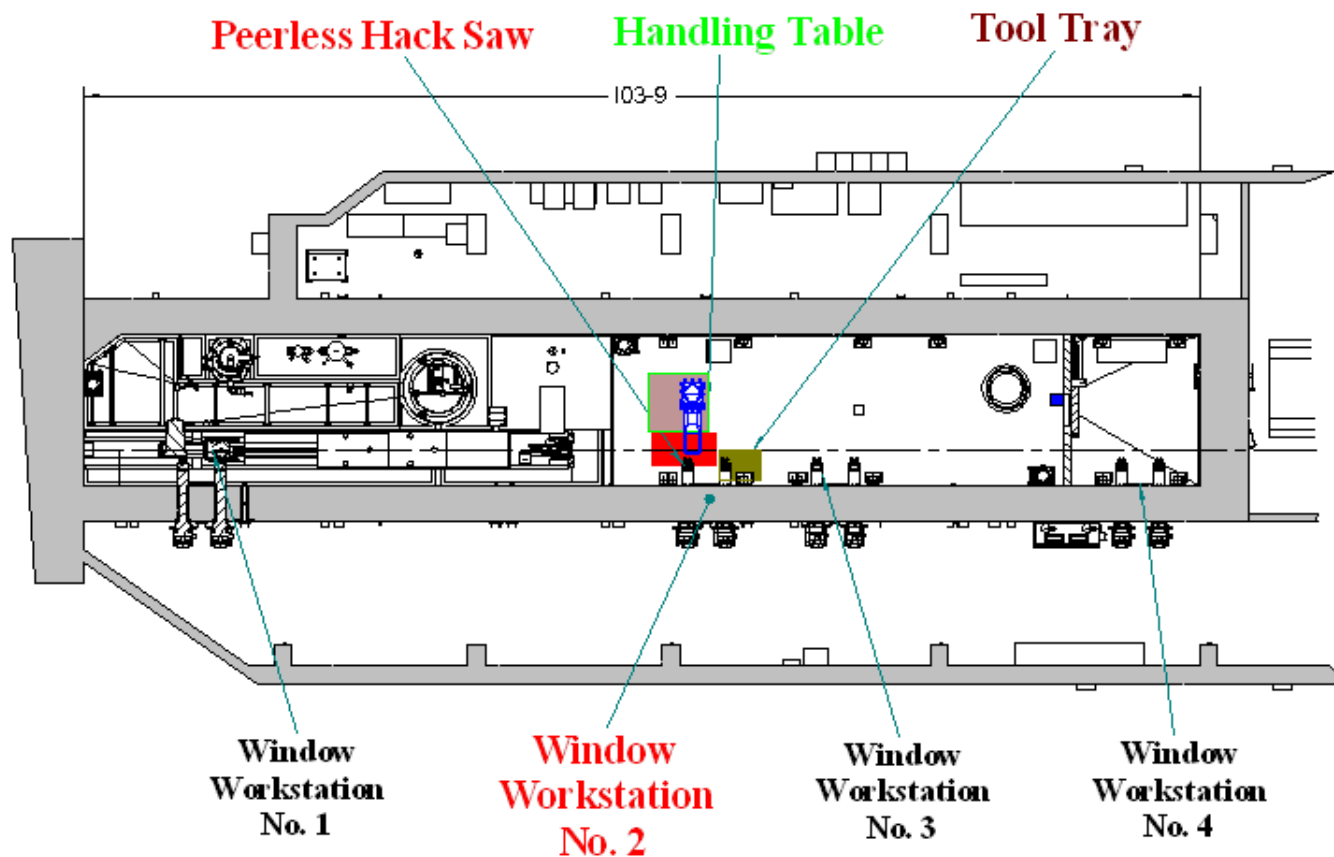 Peerless Hack Saw
Handling Table
Tool Tray
103-9
Window
Workstation
No. 1
Window
Workstation
No. 2
Window
Workstation
No. 3
Window
Workstation
No. 4